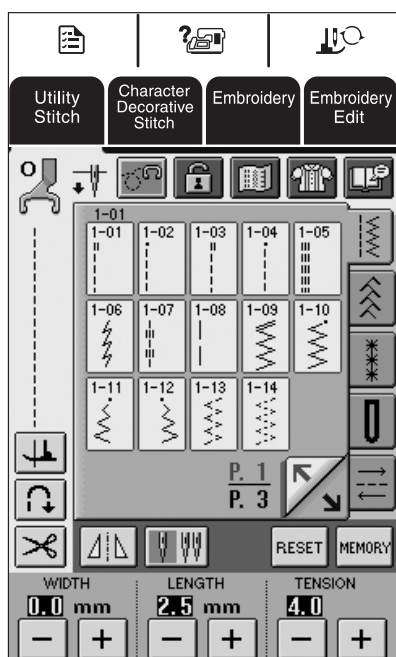 ?
Utility Stitch
Character Decorative Stitch
Embroidery
Embroidery Edit
O
1-01
1-01 1-02 1-03 1-04 1-05
1-06 1-07 1-08 1-09 1-10
1-11 1-12 1-13 1-14
P. 1
P. 3
RESET MEMORY
WIDTH LENGTH TENSION
0.0 mm 2.5 mm 4.0
− + − + − +